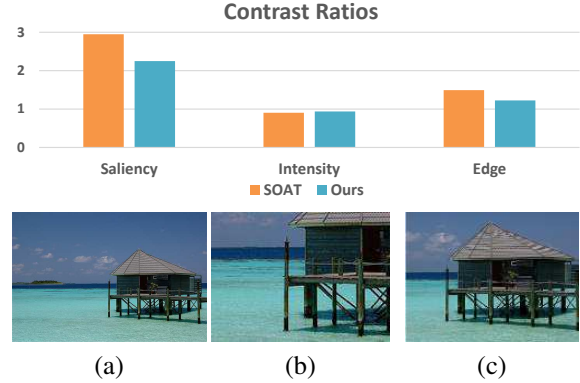 Contrast Ratios
3
2
1
0
Saliency Intensity Edge
SOAT Ours
(a) (b) (c)